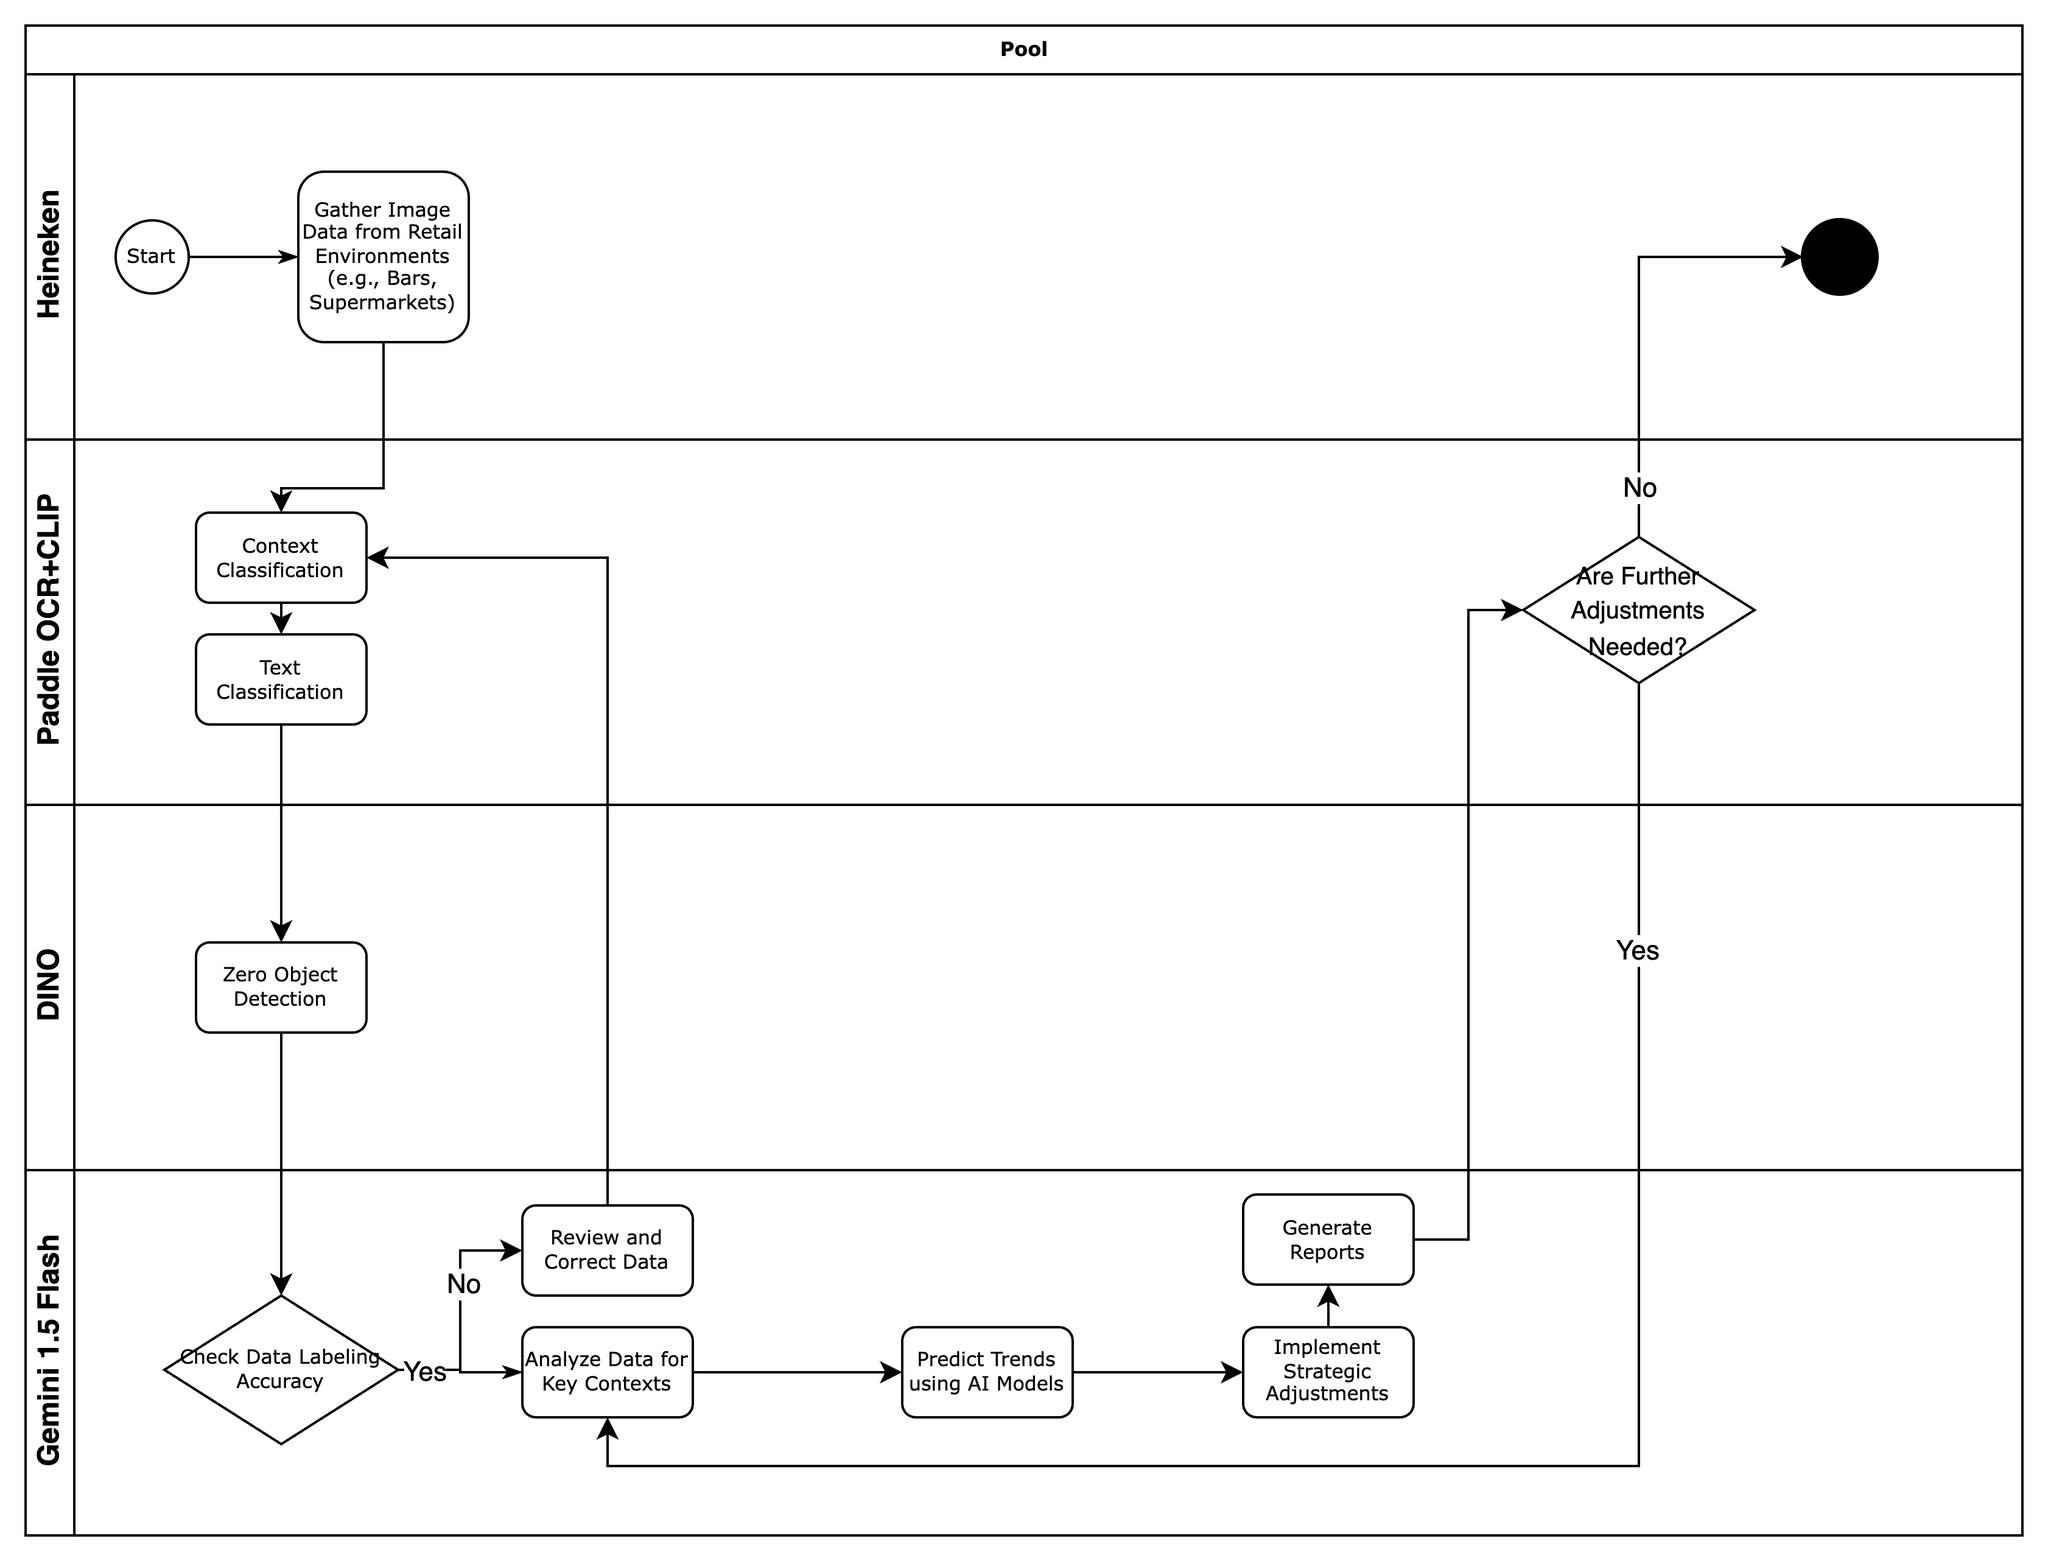 Pool
Heineken
Start
Gather Image
Data from Retail
Environments
(e.g., Bars,
Supermarkets)
Paddle OCR+CLIP
Context
Classification
Text
Classification
No
Are Further
Adjustments
Needed?
DINO
Zero Object
Detection
Yes
Gemini 1.5 Flash
Check Data Labeling
Accuracy
Yes
No
Review and
Correct Data
Analyze Data for
Key Contexts
Predict Trends
using AI Models
Implement
Strategic
Adjustments
Generate
Reports